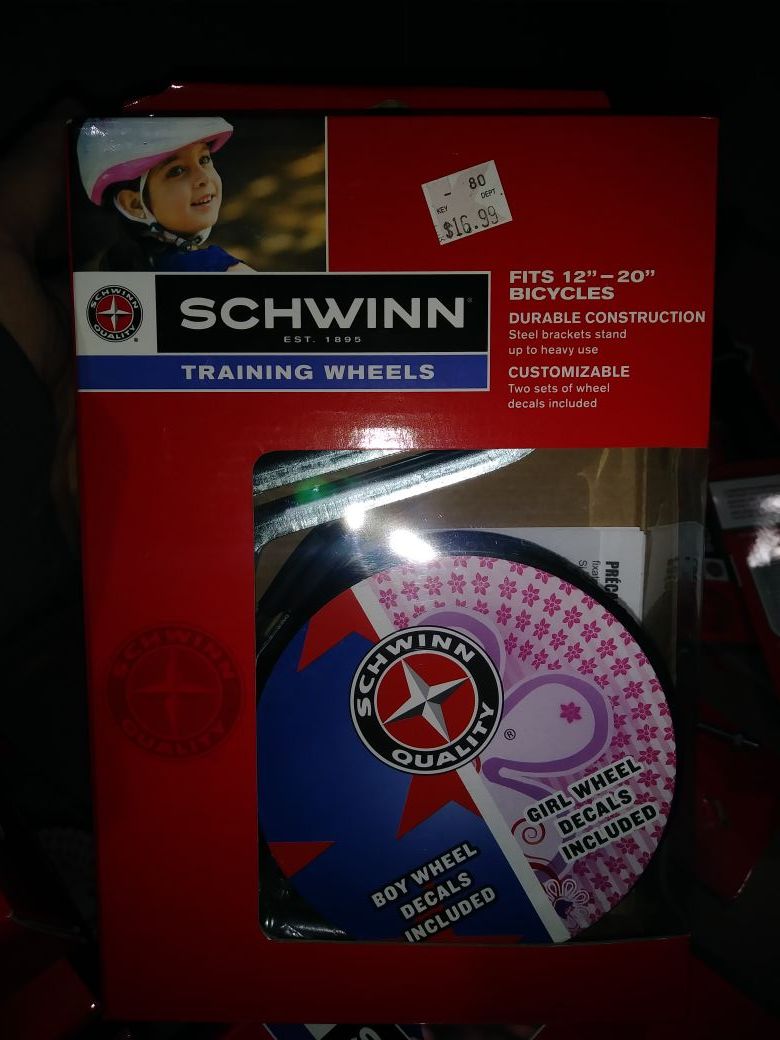 - 80
KEY DEPT
$16.99
FITS 12"–20"
BICYCLES
DURABLE CONSTRUCTION
Steel brackets stand
up to heavy use
CUSTOMIZABLE
Two sets of wheel
decals included
SCHWINN
QUALITY
®
SCHWINN®
EST. 1895
TRAINING WHEELS
SCHWINN
QUALITY
PRÉC
SCHWINN
QUALITY
®
GIRL WHEEL
DECALS
INCLUDED
BOY WHEEL
DECALS
INCLUDED